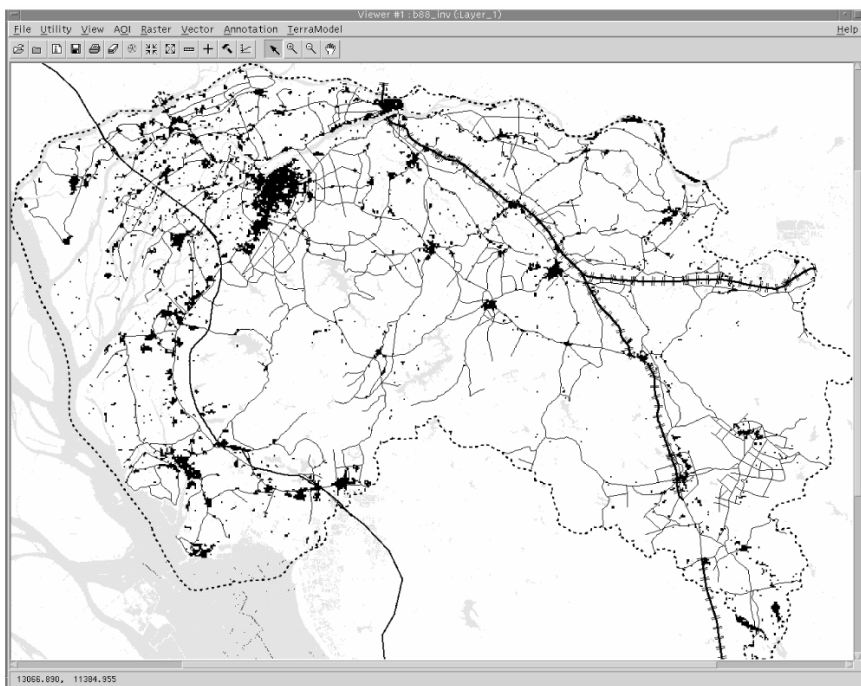 Viewer #1 : b88_inv (:Layer_1)
File Utility View AOI Raster Vector Annotation TerraModel Help
13066.890, 11384.955